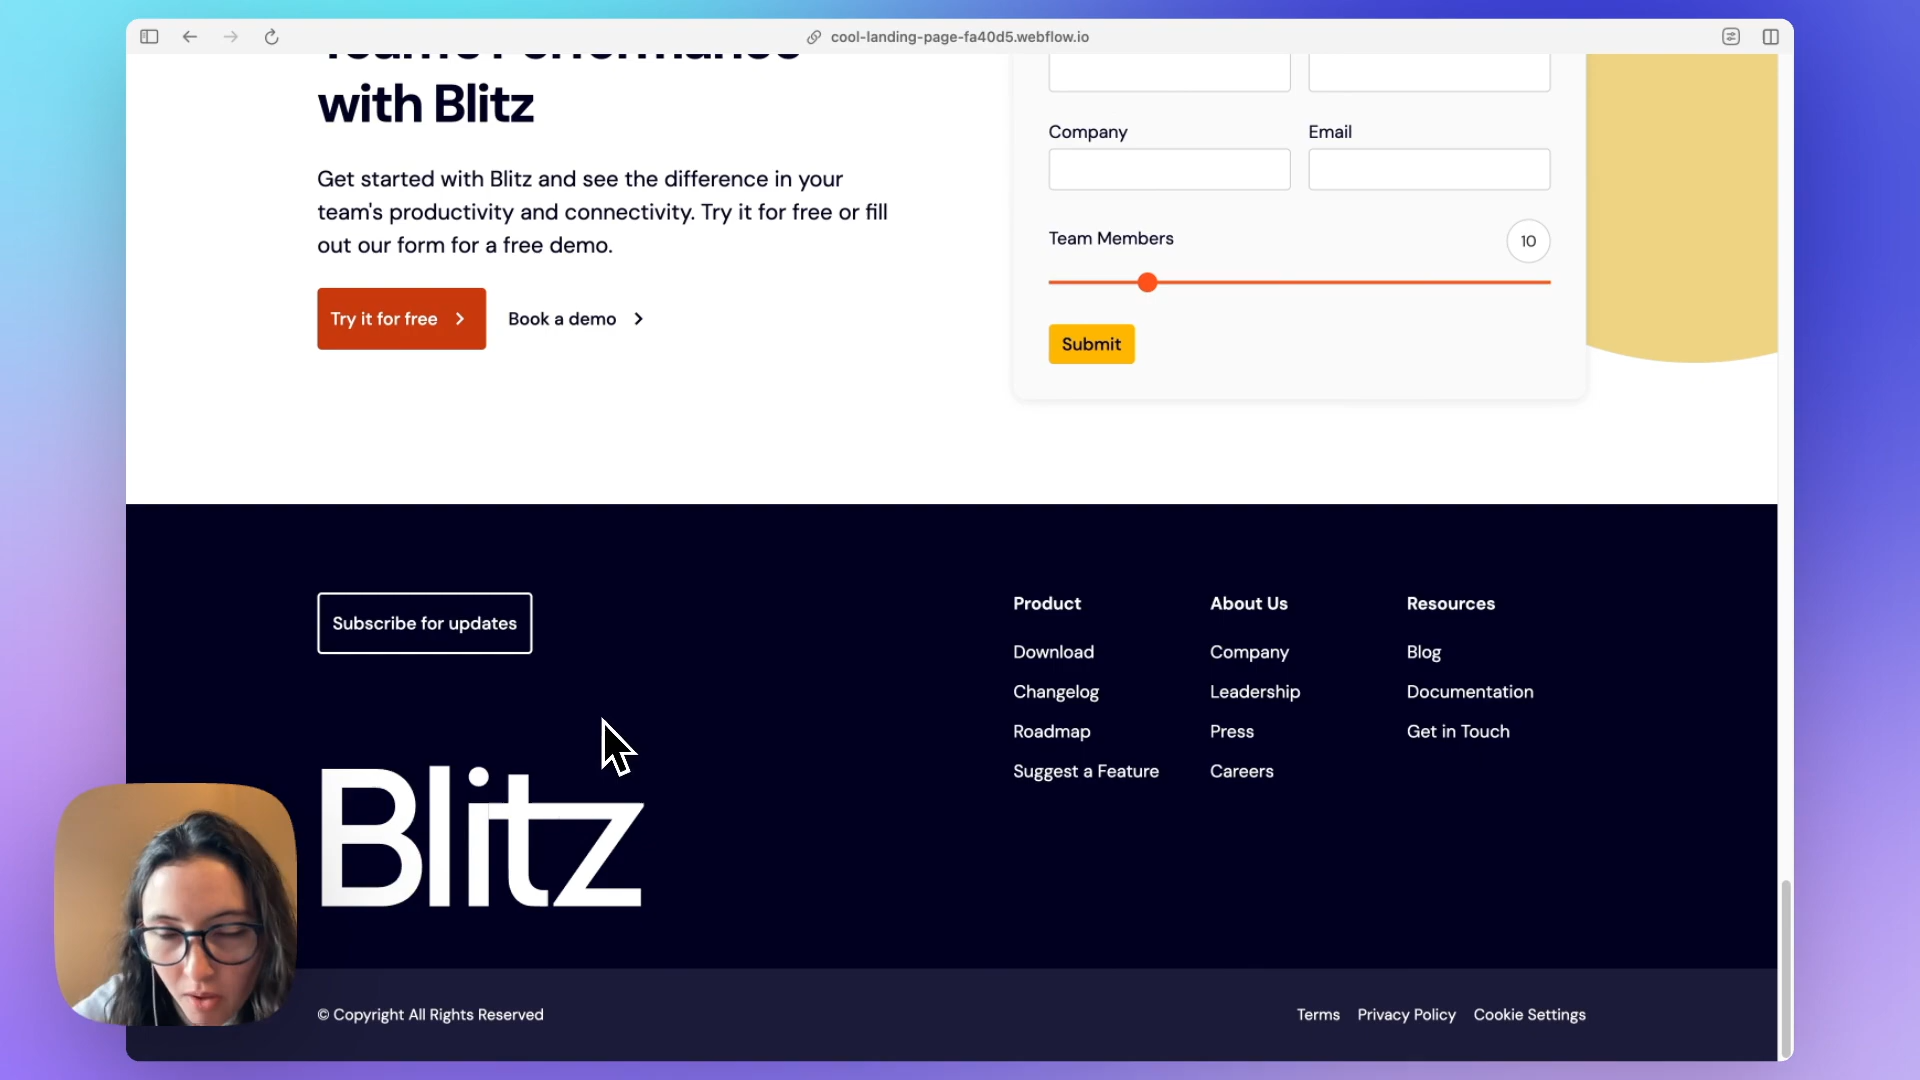 cool-landing-page-fa40d5.webflow.io
with Blitz
Get started with Blitz and see the difference in your
team's productivity and connectivity. Try it for free or fill
out our form for a free demo.
Try it for free
Book a demo
Company
Email
Team Members
10
Submit
Subscribe for updates
Blitz
Product
Download
Changelog
Roadmap
Suggest a Feature
About Us
Company
Leadership
Press
Careers
Resources
Blog
Documentation
Get in Touch
© Copyright All Rights Reserved
Terms
Privacy Policy
Cookie Settings